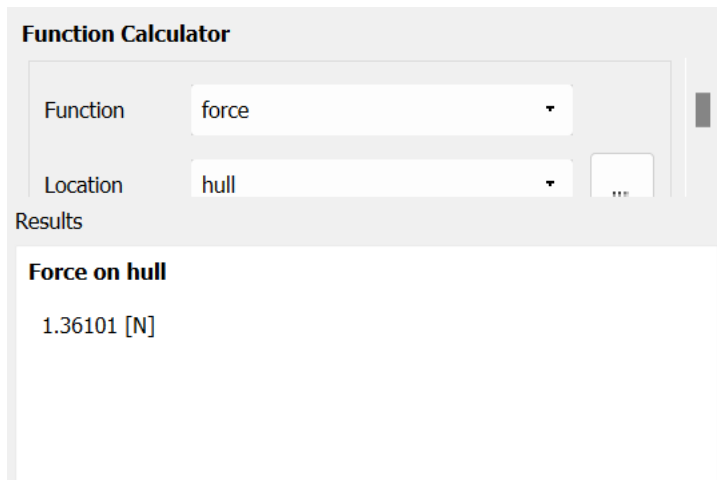 Function Calculator
Function force
Location hull
...
Results
Force on hull
1.36101 [N]